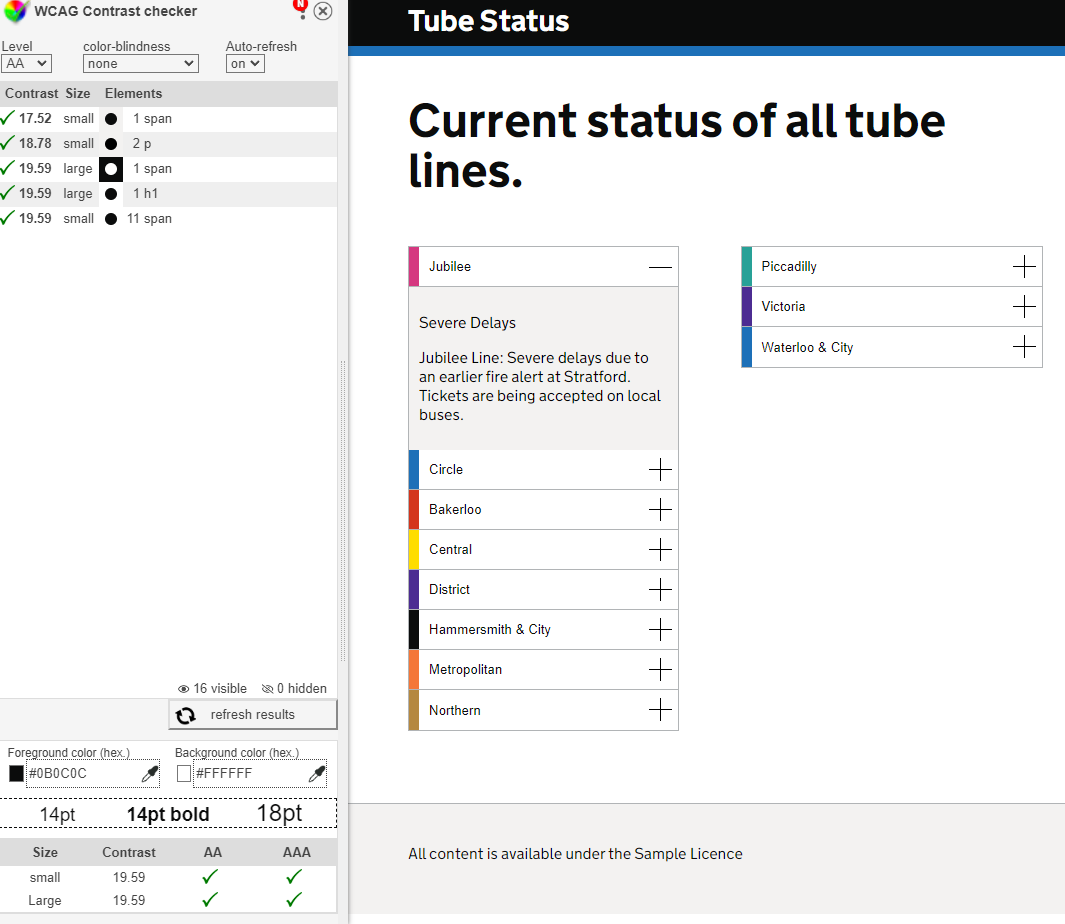 WCAG Contrast checker
N
Level
color-blindness
Auto-refresh
AA
none
on
Contrast Size Elements
17.52 small 1 span
18.78 small 2 p
19.59 large 1 span
19.59 large 1 h1
19.59 small 11 span
16 visible 0 hidden
refresh results
Foreground color (hex.)
Background color (hex.)
#0B0C0C
#FFFFFF
14pt 14pt bold 18pt
Size Contrast AA AAA
small 19.59
Large 19.59
Tube Status
Current status of all tube
lines.
Jubilee
Severe Delays
Jubilee Line: Severe delays due to
an earlier fire alert at Stratford.
Tickets are being accepted on local
buses.
Circle
Bakerloo
Central
District
Hammersmith & City
Metropolitan
Northern
Piccadilly
Victoria
Waterloo & City
All content is available under the Sample Licence